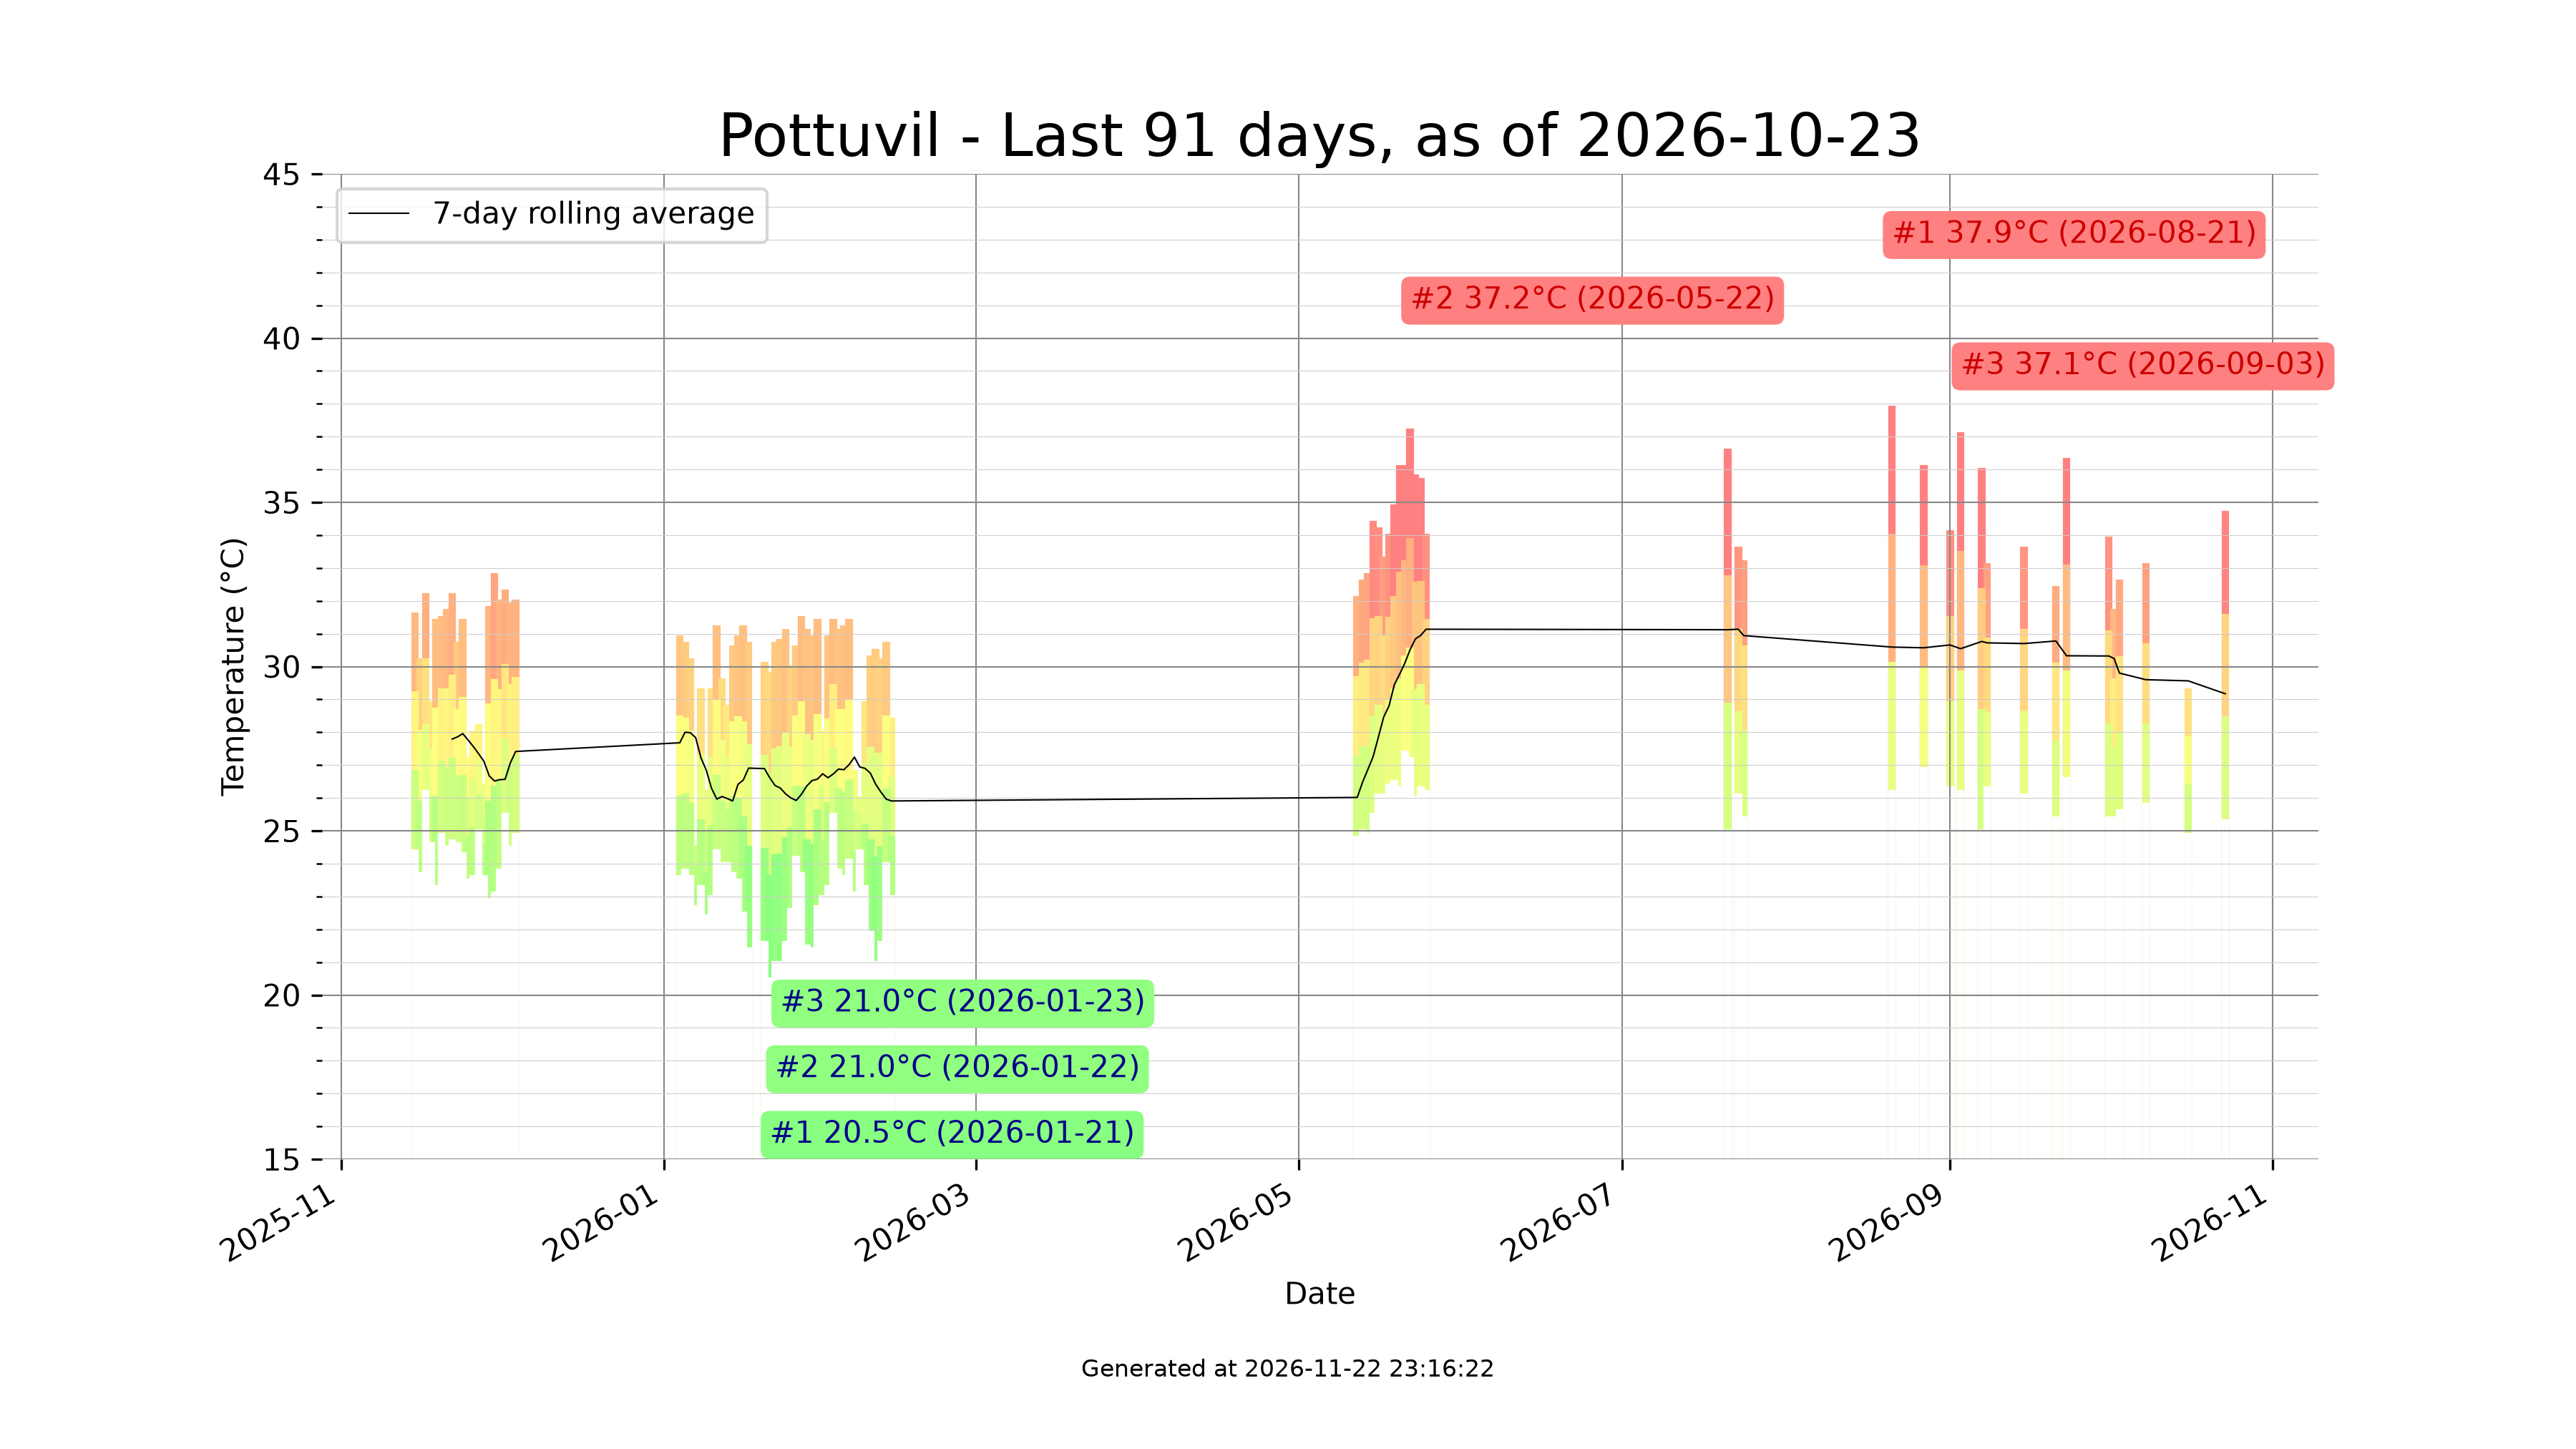 Pottuvil - Last 91 days, as of 2026-10-23
7-day rolling average
#1 37.9°C (2026-08-21)
#2 37.2°C (2026-05-22)
#3 37.1°C (2026-09-03)
#3 21.0°C (2026-01-23)
#2 21.0°C (2026-01-22)
#1 20.5°C (2026-01-21)
Temperature (°C)
45
40
35
30
25
20
15
2025-11
2026-01
2026-03
2026-05
2026-07
2026-09
2026-11
Date
Generated at 2026-11-22 23:16:22